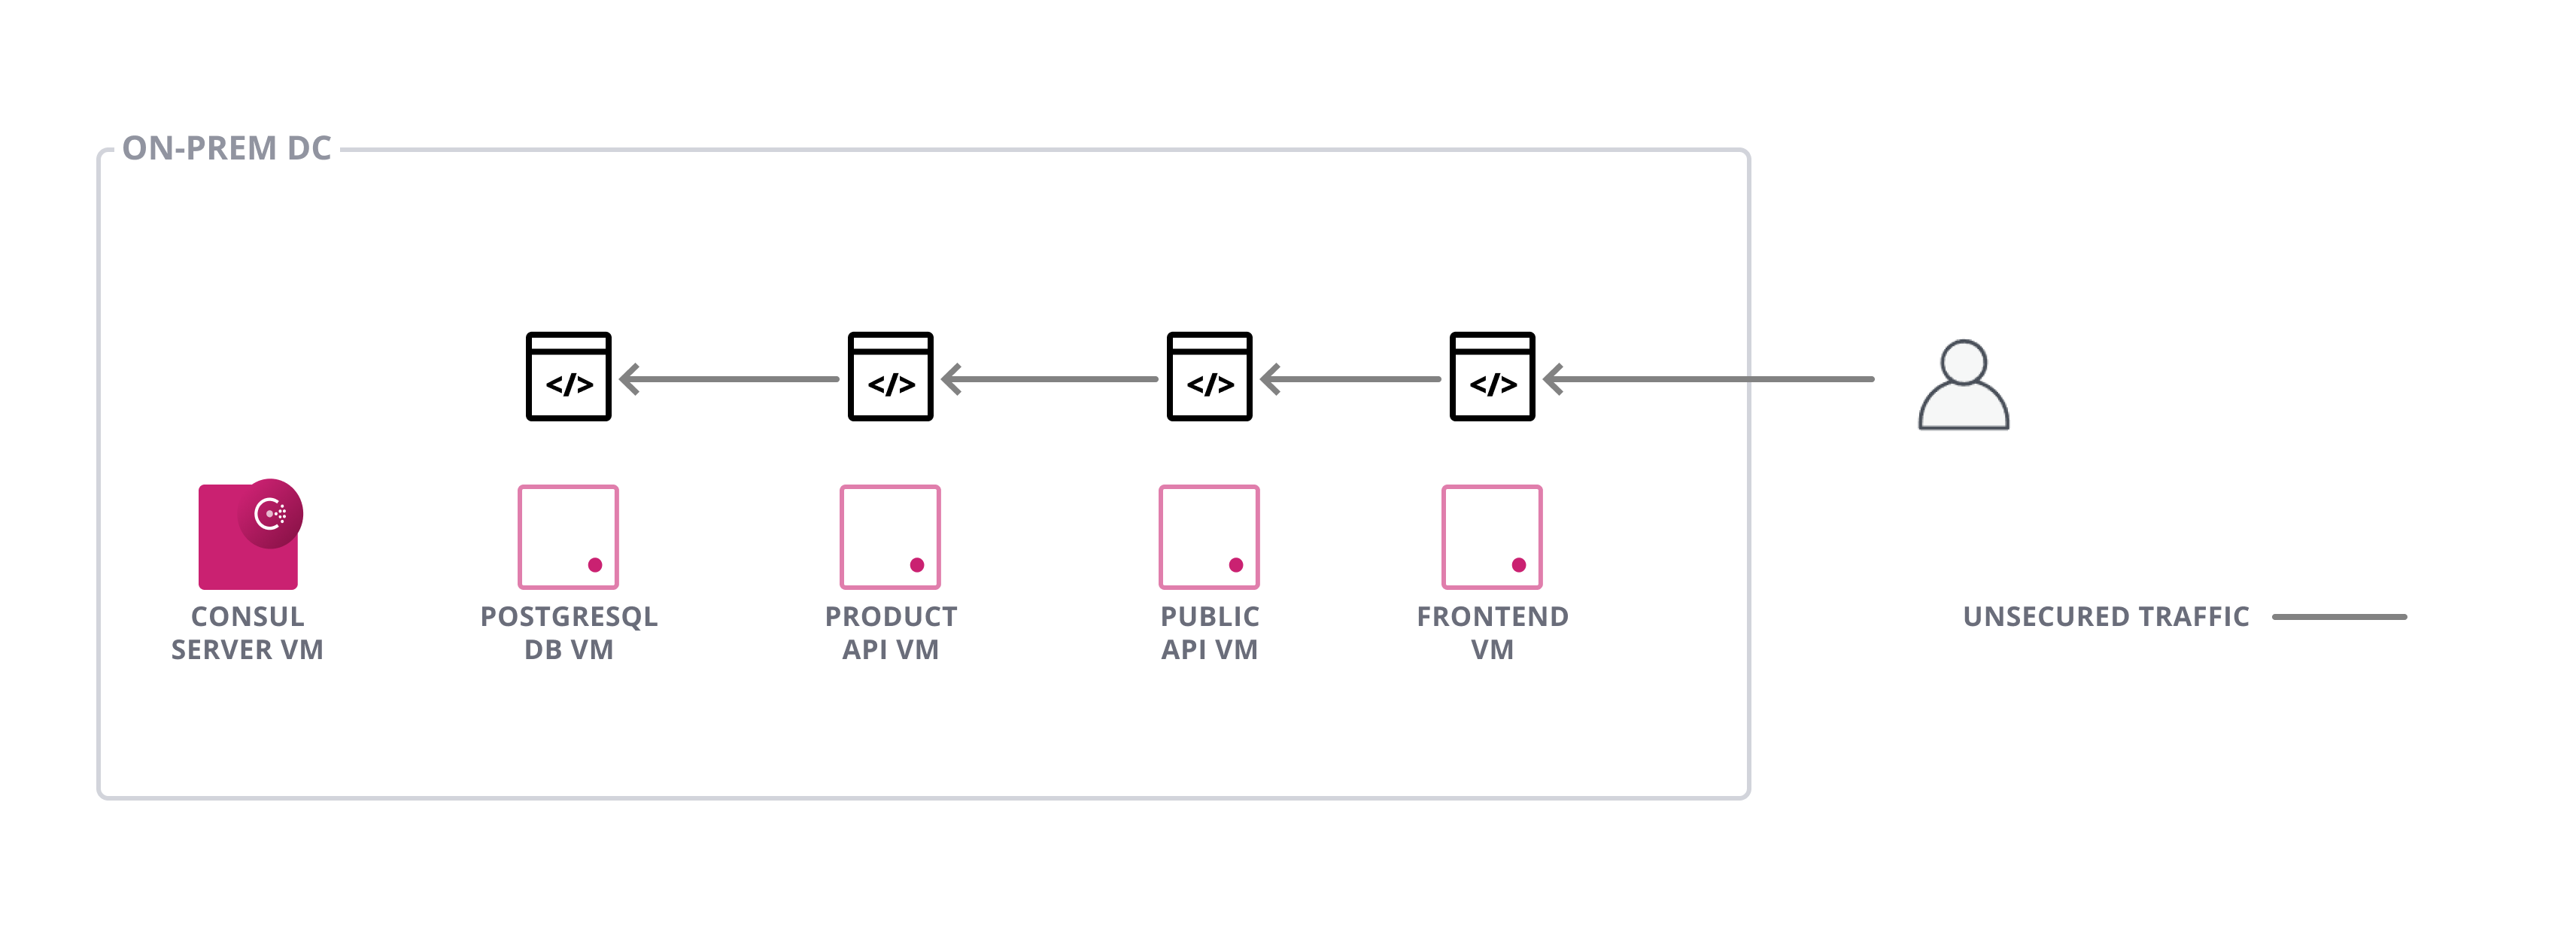 ON-PREM DC
</>
</>
</>
</>
CONSUL
SERVER VM
POSTGRESQL
DB VM
PRODUCT
API VM
PUBLIC
API VM
FRONTEND
VM
UNSECURED TRAFFIC